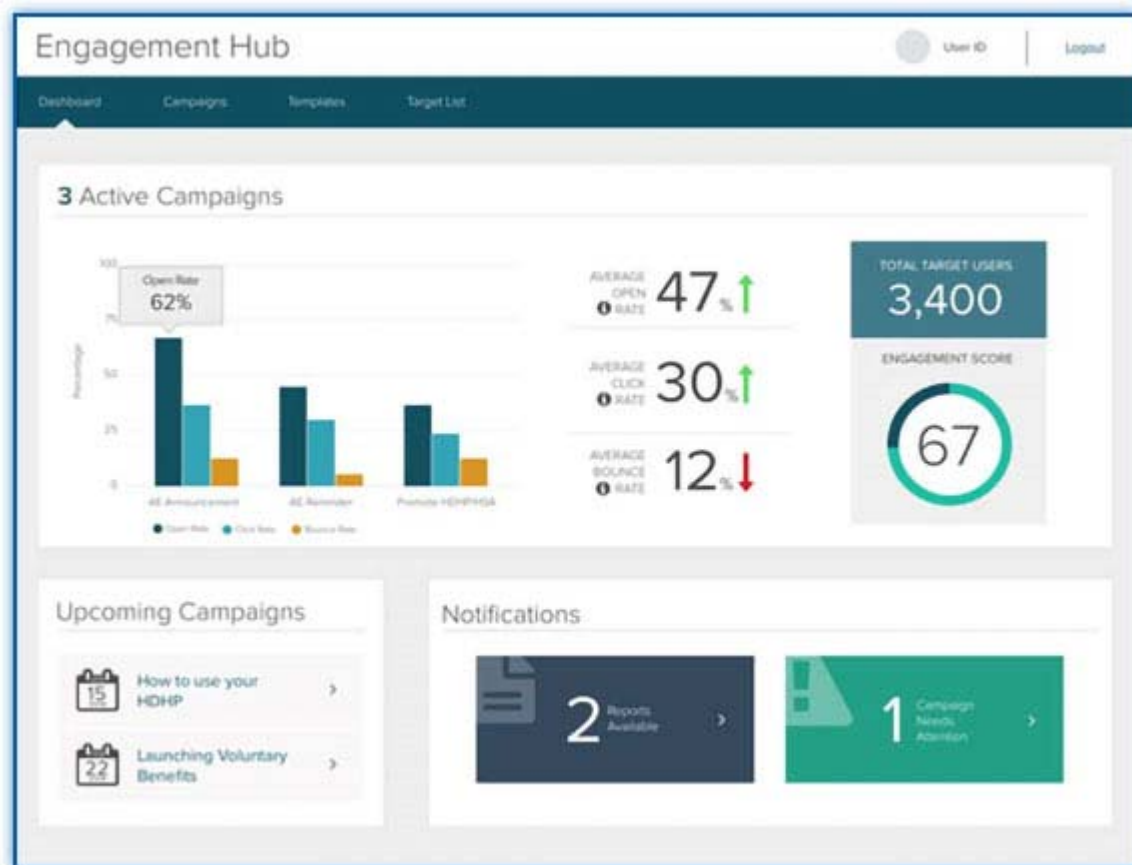 Engagement Hub
User ID
Logout
Dashboard
Campaigns
Templates
Target List
3 Active Campaigns
100
75
50
25
0
Percentage
Open Rate
62%
AE Announcement
AE Reminder
Promote HDHP/HSA
Open Rate
Click Rate
Bounce Rate
AVERAGE
OPEN
RATE
47%
AVERAGE
CLICK
RATE
30%
AVERAGE
BOUNCE
RATE
12%
TOTAL TARGET USERS
3,400
ENGAGEMENT SCORE
67
Upcoming Campaigns
15
How to use your
HDHP
22
Launching Voluntary
Benefits
Notifications
2
Reports
Available
1
Campaign
Needs
Attention